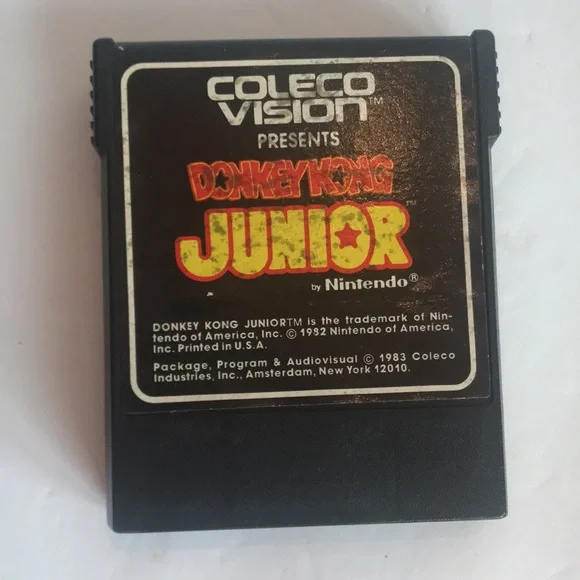 COLECO
VISION™
PRESENTS
DONKEY KONG
JUNIOR™
by Nintendo®
DONKEY KONG JUNIOR™ is the trademark of Nin-
tendo of America, Inc. © 1982 Nintendo of America,
Inc. Printed in U.S.A.
Package, Program & Audiovisual © 1983 Coleco
Industries, Inc., Amsterdam, New York 12010.